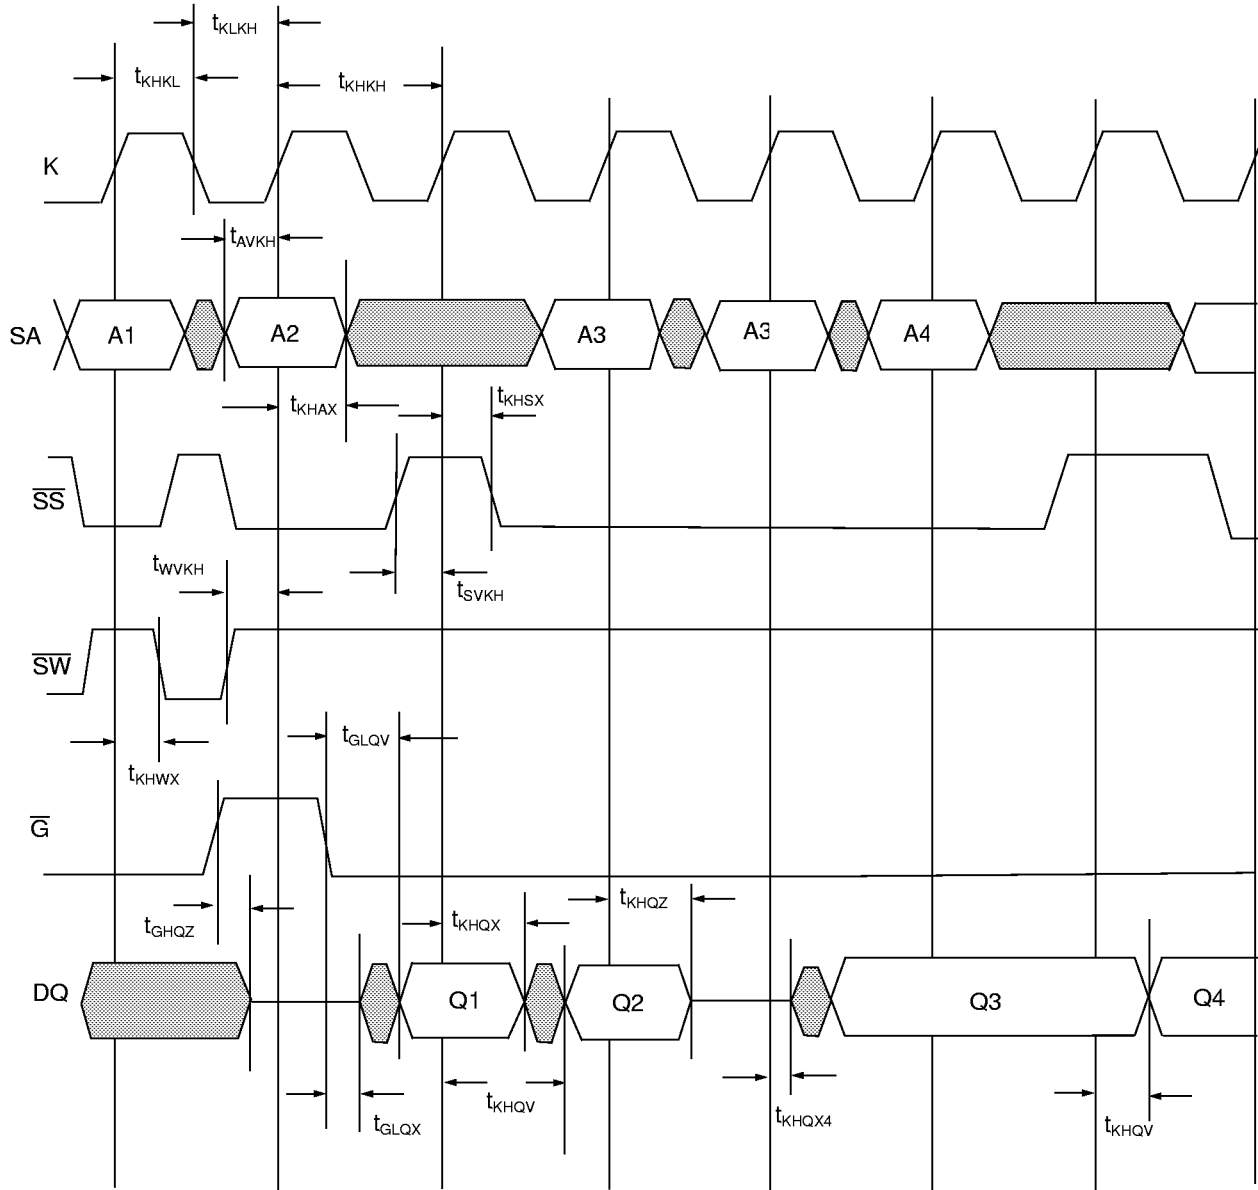 tKLKH
tKHKL
tKHKH
K
tAVKH
SA
A1
A2
A3
A3
A4
tKHAX
tKHSX
SS
tWVKH
tSVKH
SW
tGLQV
tKHWX
G
tGHQZ
tKHQX
tKHQZ
DQ
Q1
Q2
Q3
Q4
tGLQX
tKHQV
tKHQX4
tKHQV